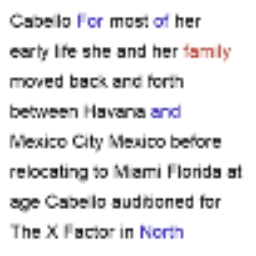 Cabello For most of her
early life she and her family
moved back and forth
between Havana and
Mexico City Mexico before
relocating to Miami Florida at
age Cabello auditioned for
The X Factor in North